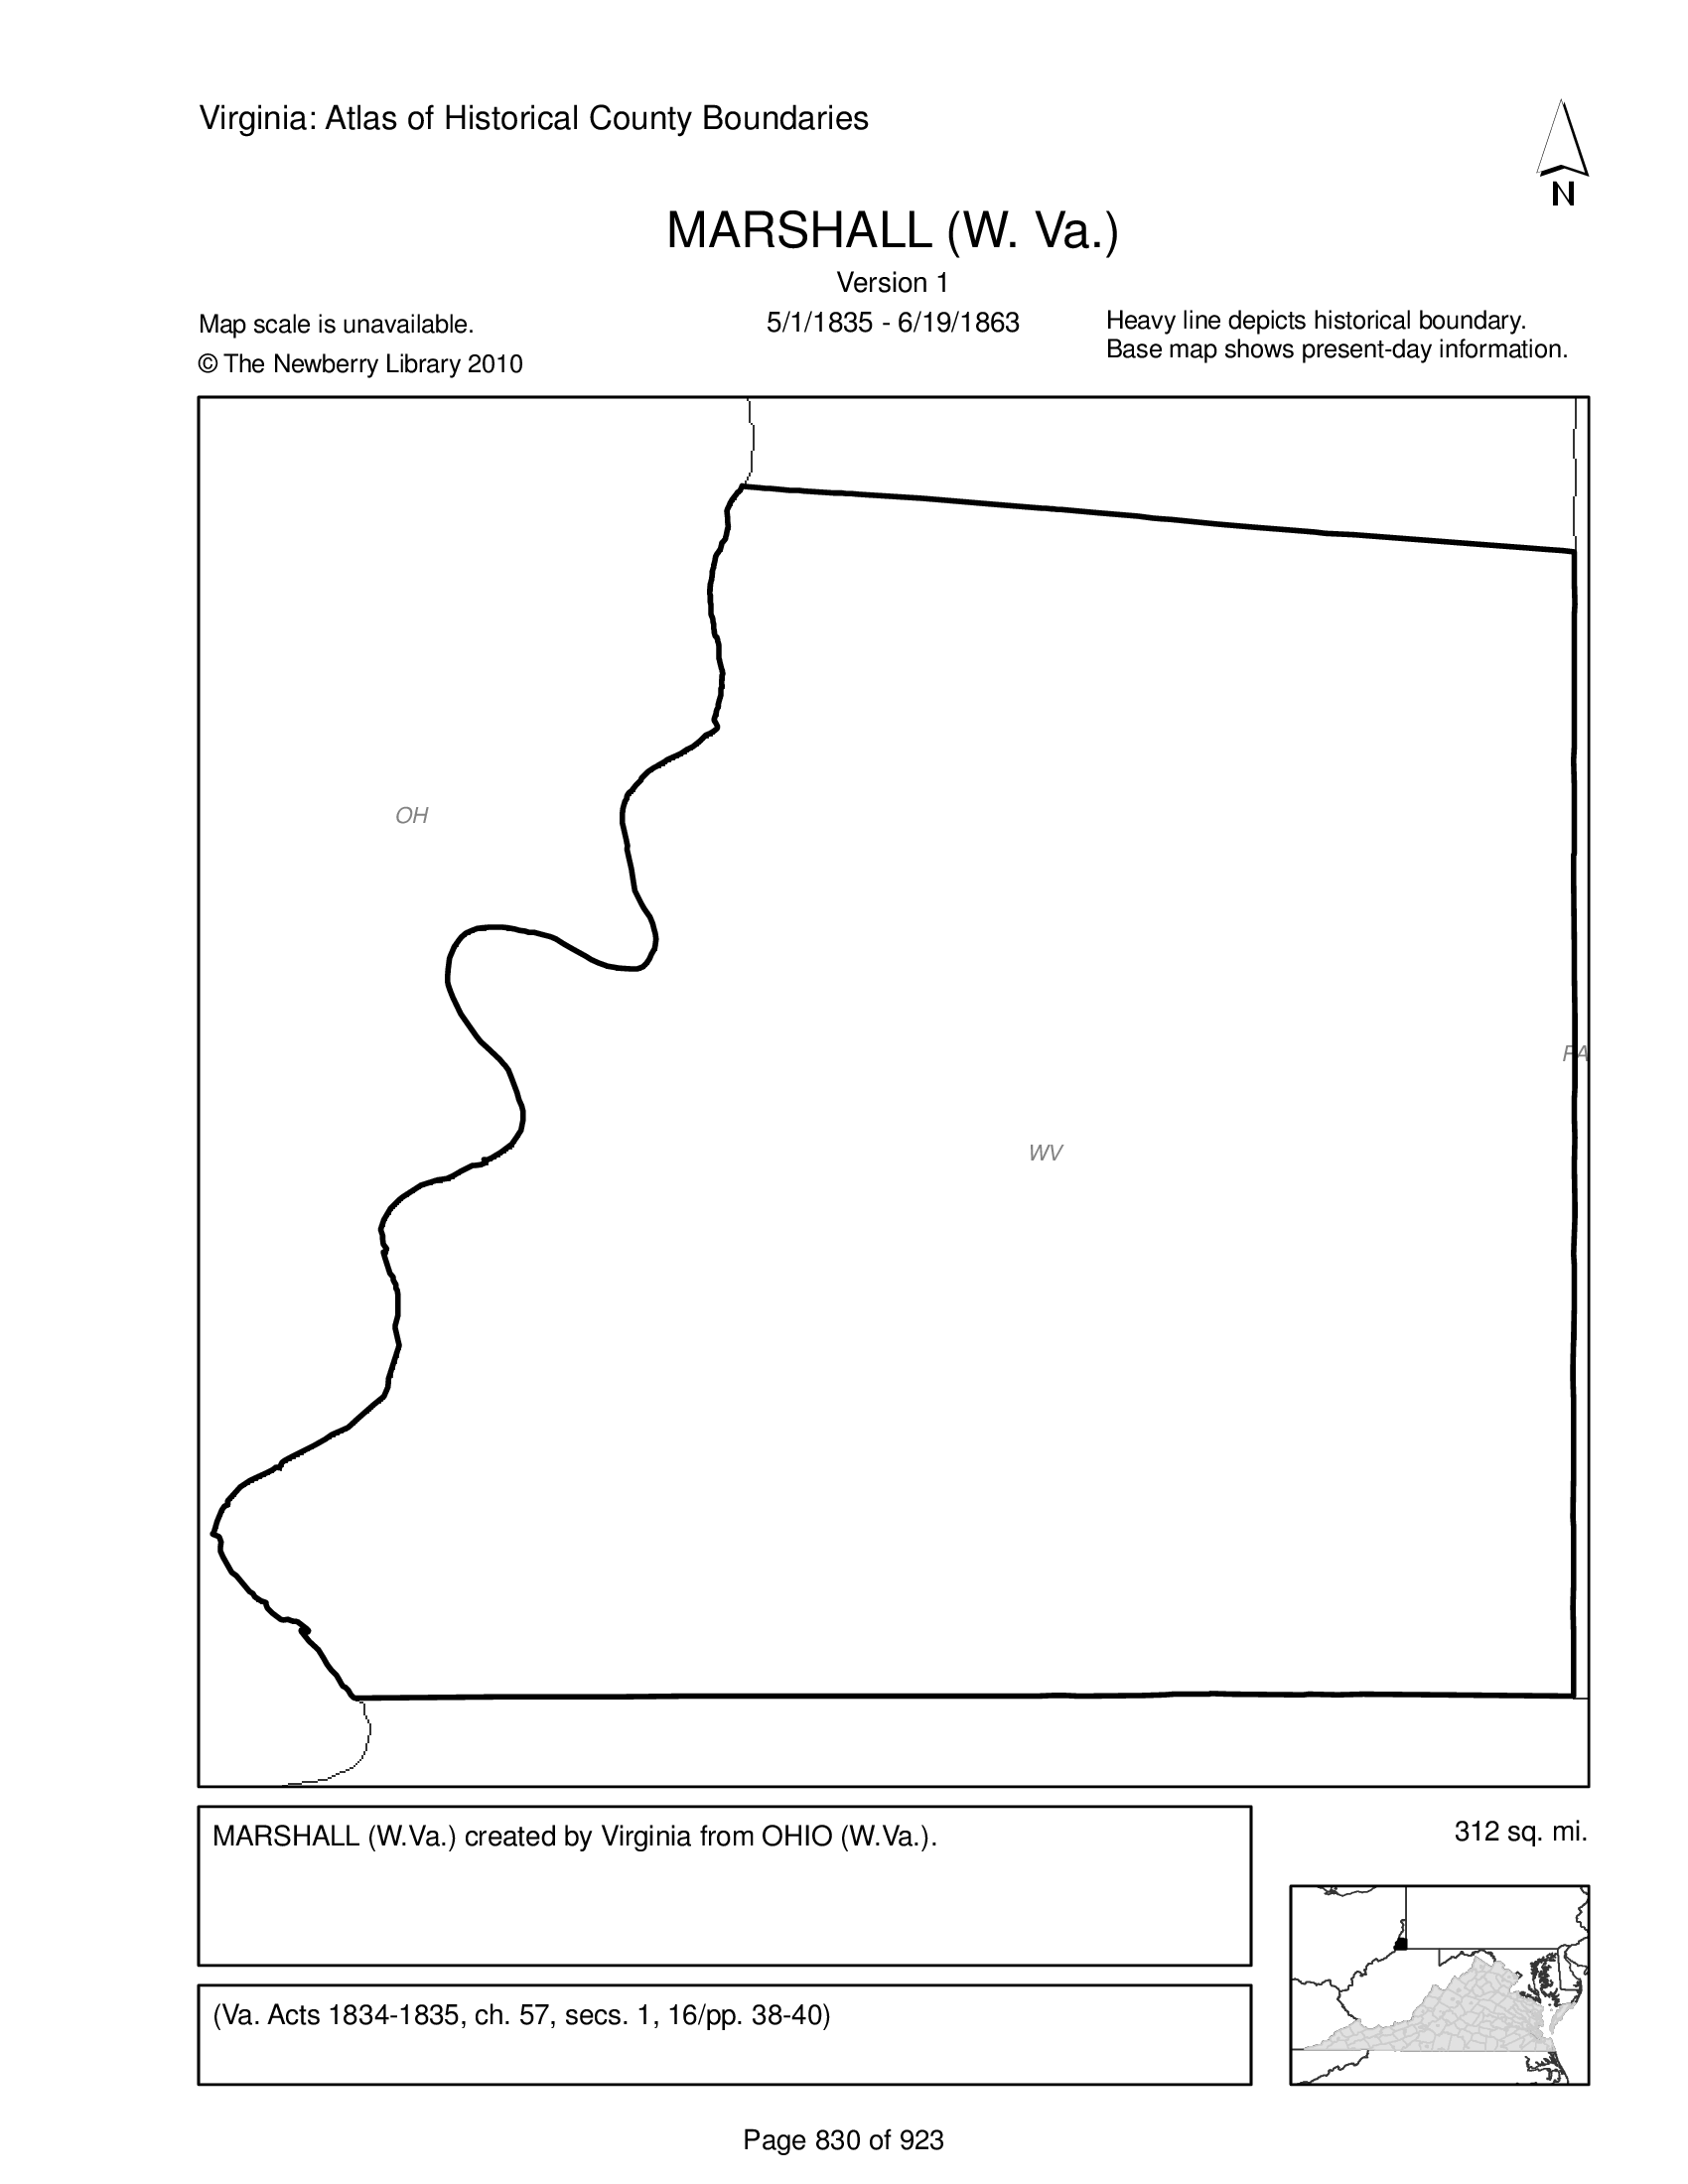 Virginia: Atlas of Historical County Boundaries
N
MARSHALL (W. Va.)
Version 1
5/1/1835 - 6/19/1863
Map scale is unavailable.
© The Newberry Library 2010
Heavy line depicts historical boundary.
Base map shows present-day information.
OH
PA
WV
MARSHALL (W.Va.) created by Virginia from OHIO (W.Va.).
312 sq. mi.
(Va. Acts 1834-1835, ch. 57, secs. 1, 16/pp. 38-40)
Page 830 of 923